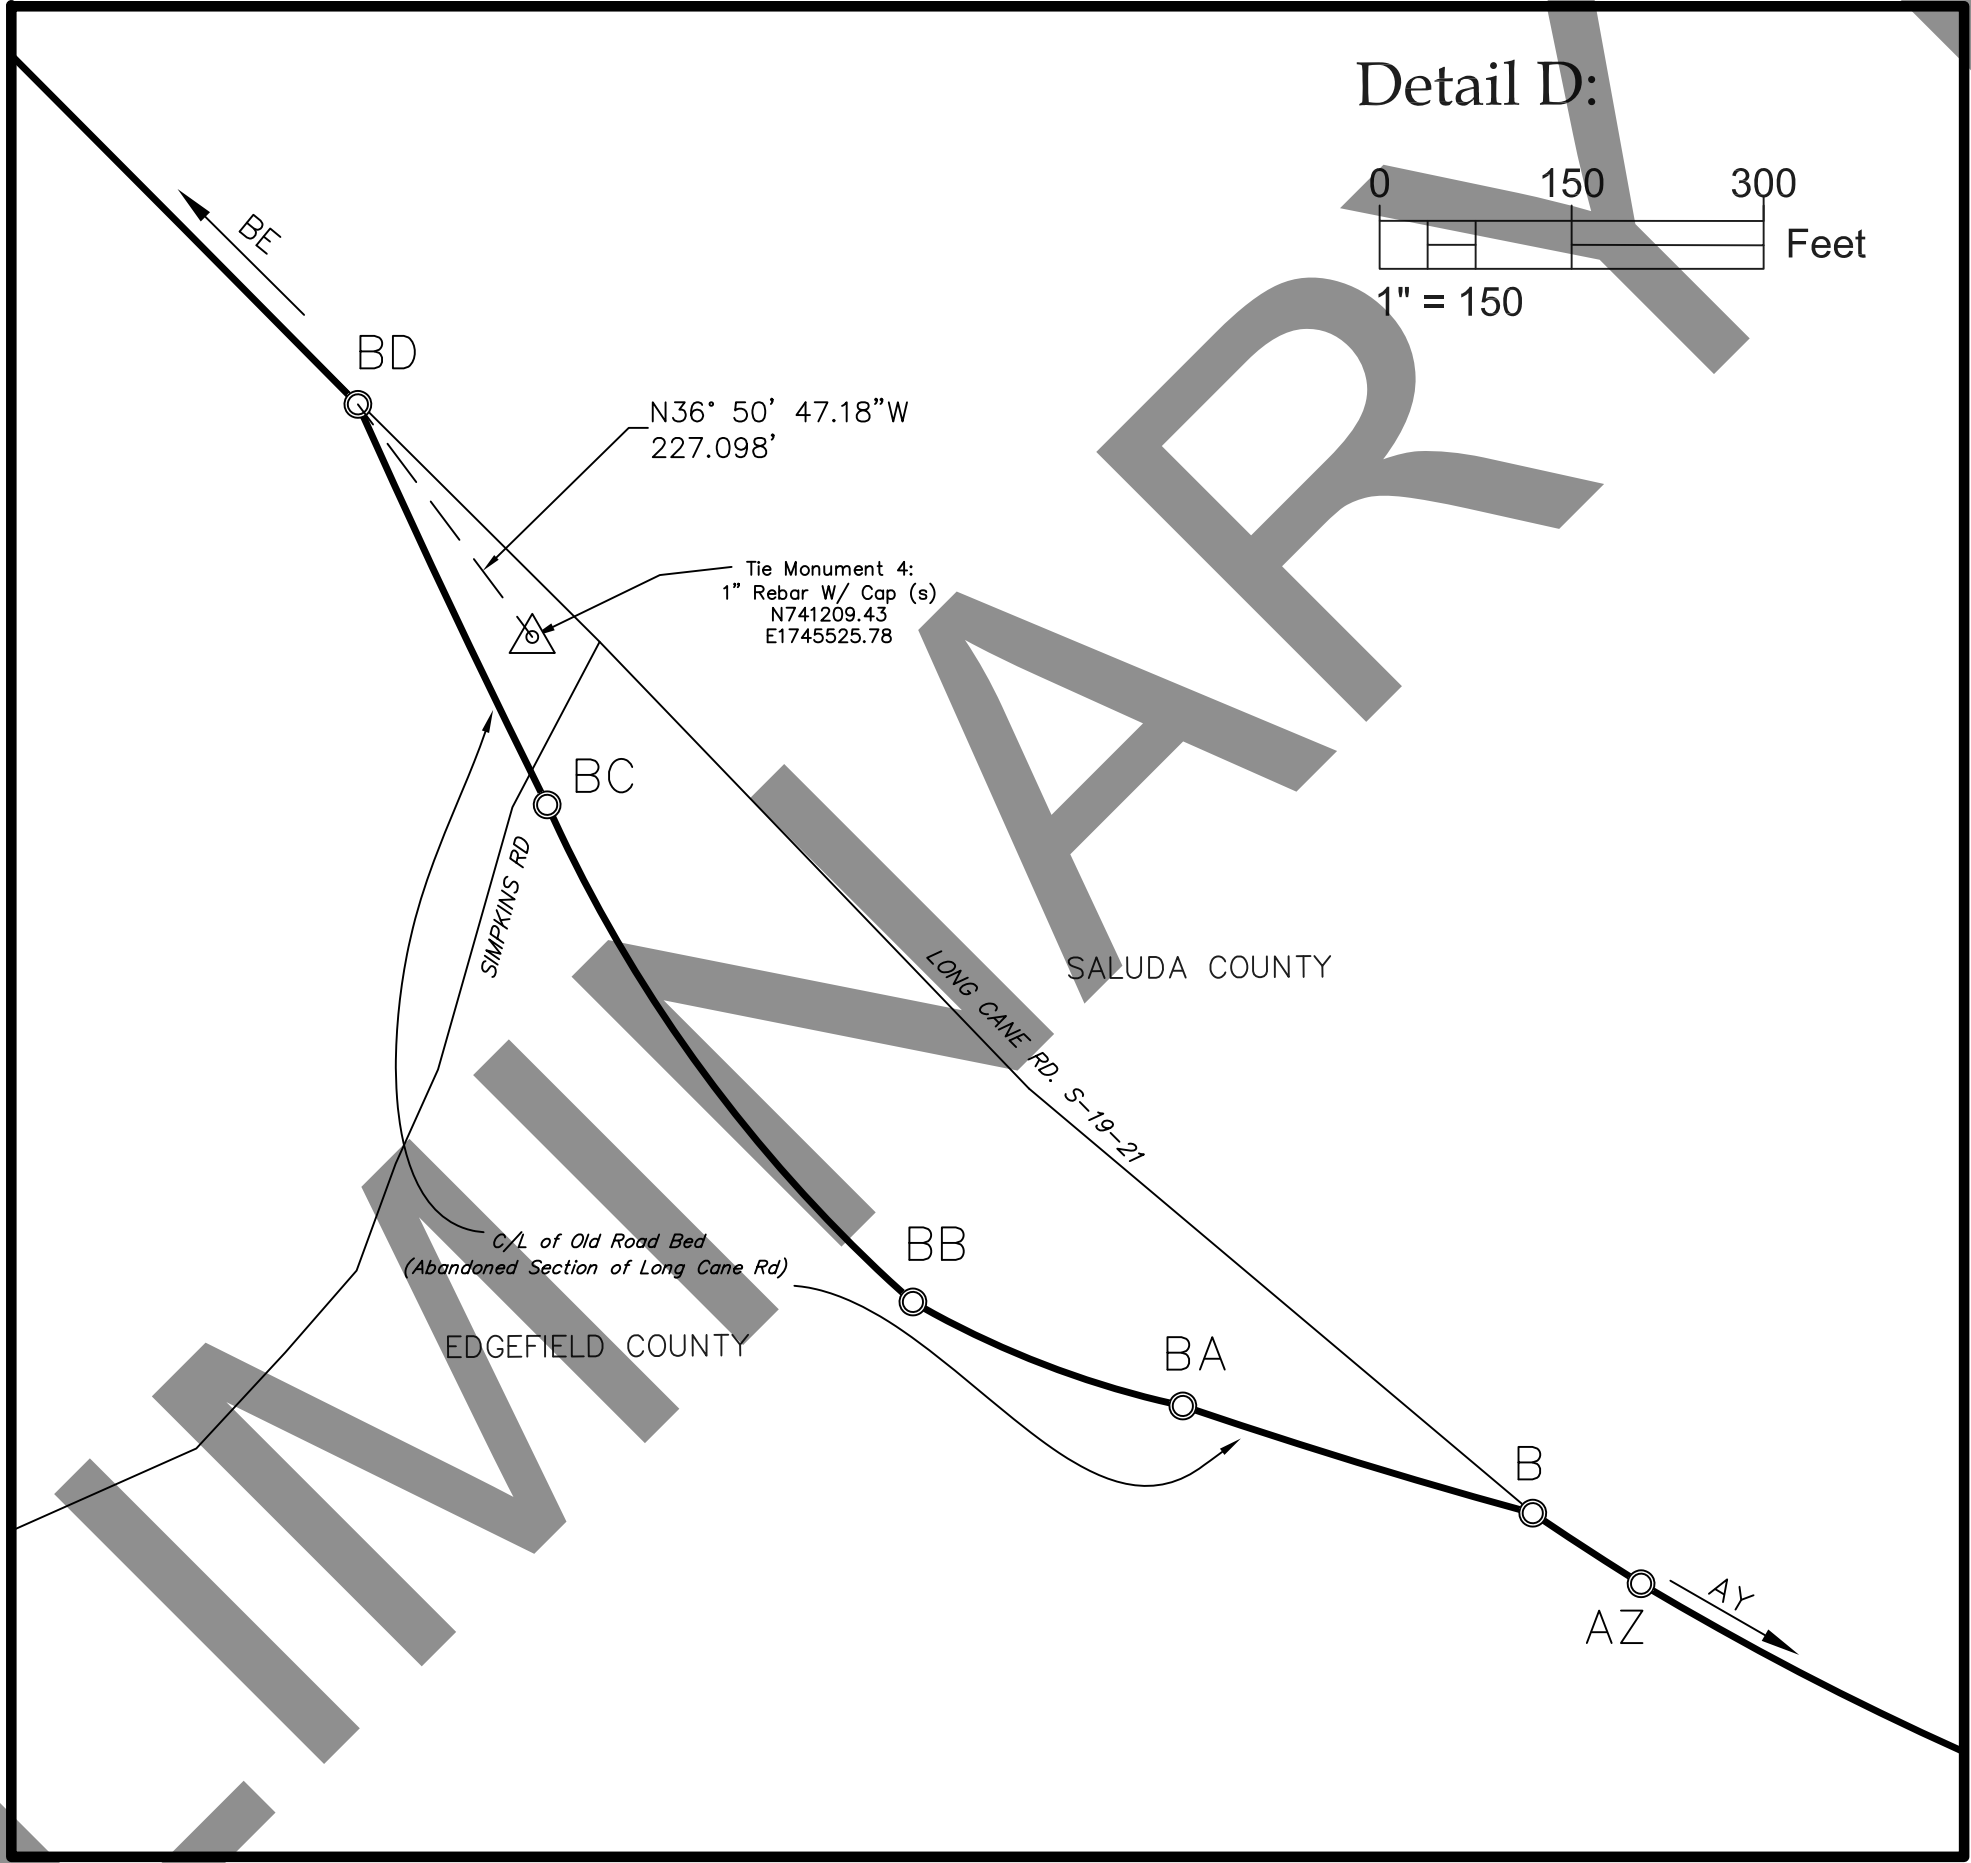 Detail D:
0 150 300
Feet
1" = 150
BE
BD
N36° 50’ 47.18”W
227.098’
Tie Monument 4:
1” Rebar W/ Cap (s)
N741209.43
E1745525.78
BC
SIMPKINS RD
LONG CANE RD. S-19-21
SALUDA COUNTY
C/L of Old Road Bed
(Abandoned Section of Long Cane Rd)
EDGEFIELD COUNTY
BB
BA
B
AZ
AY
IMINARY